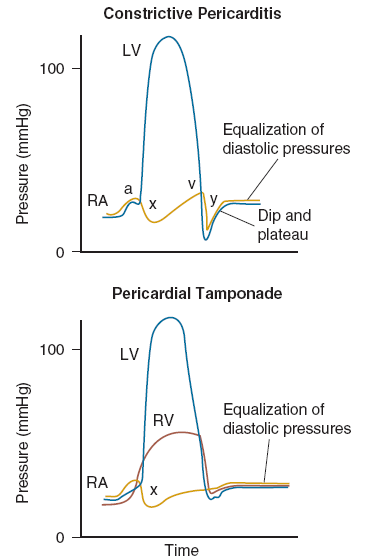 Constrictive Pericarditis
LV
100
Pressure (mmHg)
Equalization of
diastolic pressures
a
v
RA
x
y
Dip and
plateau
0
Pericardial Tamponade
100
LV
Pressure (mmHg)
RV
Equalization of
diastolic pressures
RA
x
0
Time